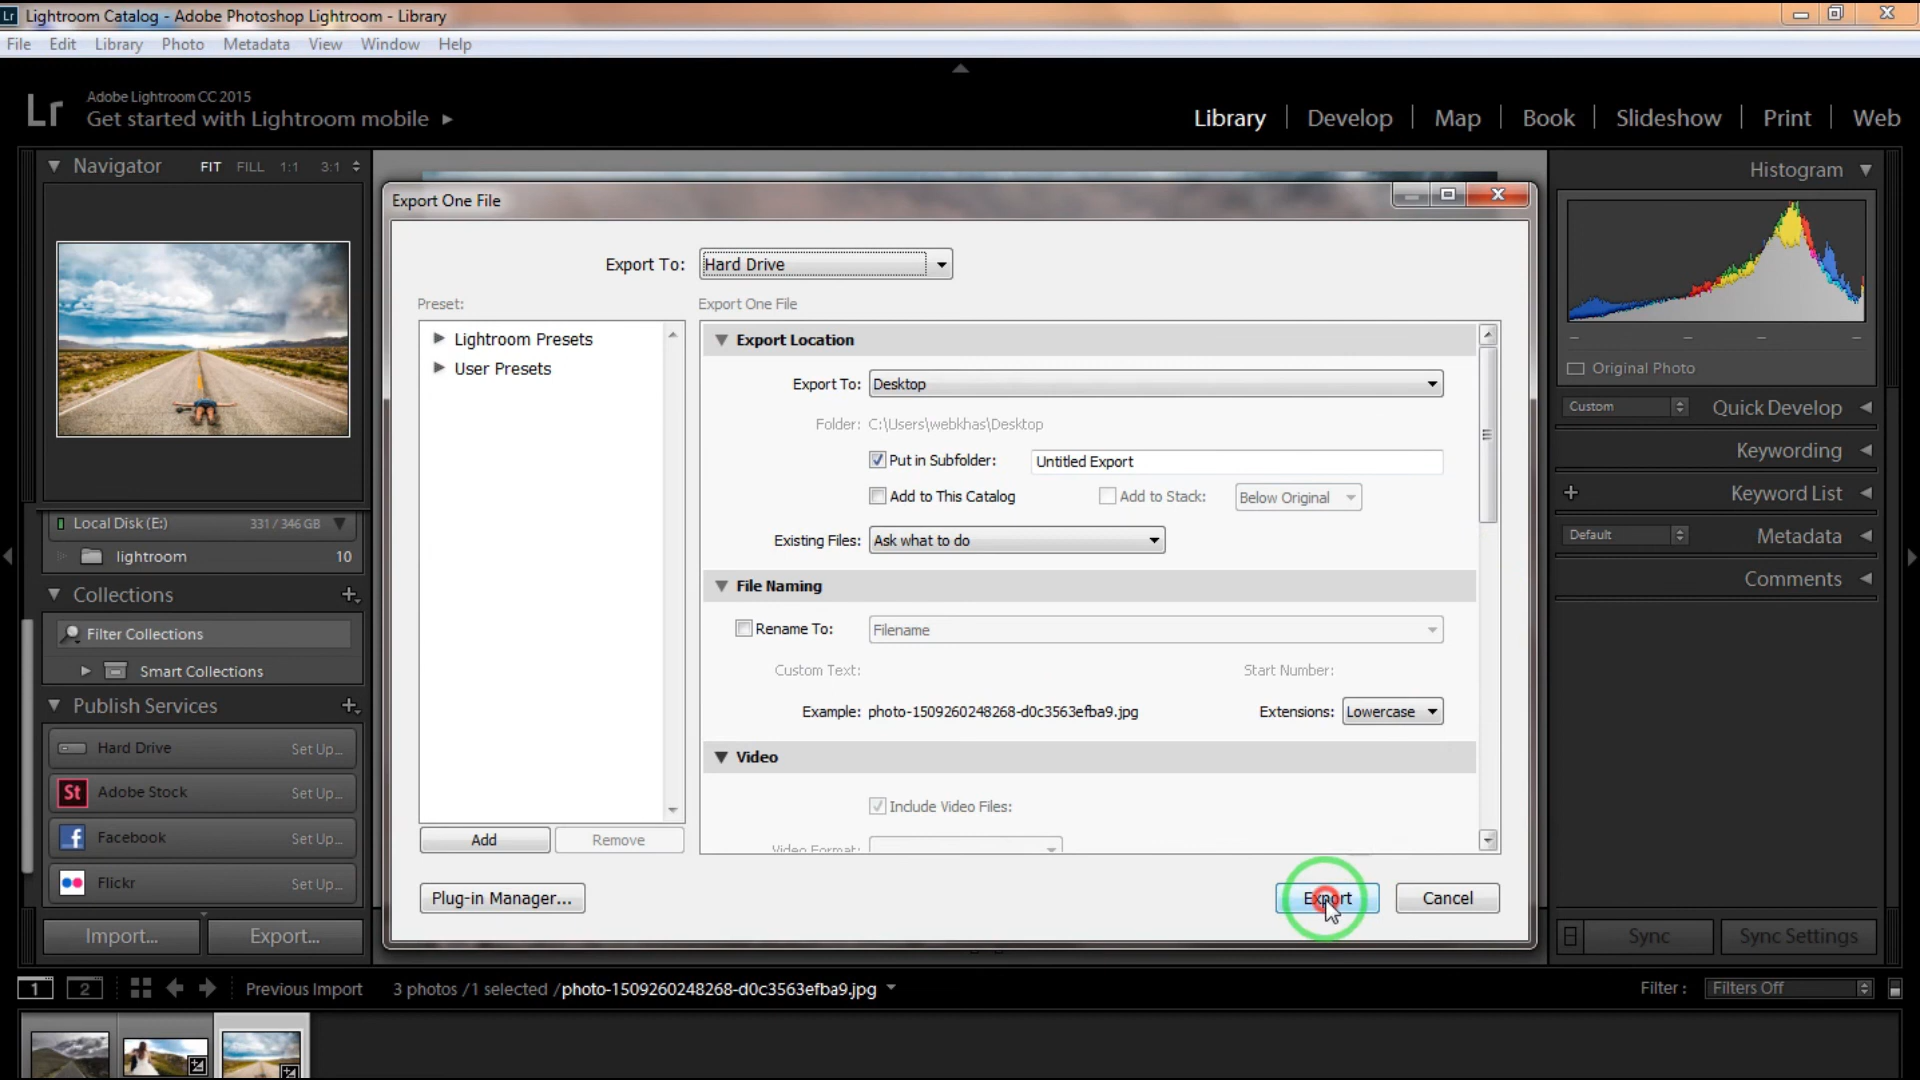 Lr Lightroom Catalog - Adobe Photoshop Lightroom - Library
File Edit Library Photo Metadata View Window Help
Lr
Adobe Lightroom CC 2015
Get started with Lightroom mobile
Library Develop Map Book Slideshow Print Web
Navigator FIT FILL 1:1 3:1
Local Disk (E:) 331 / 346 GB
lightroom 10
Collections
Filter Collections
Smart Collections
Publish Services
Hard Drive Set Up...
St Adobe Stock Set Up...
f Facebook Set Up...
Flickr Set Up...
Import... Export...
Export One File
Export To: Hard Drive
Preset:
Lightroom Presets
User Presets
Add Remove
Plug-in Manager...
Export One File
Export Location
Export To: Desktop
Folder: C:\Users\webkhas\Desktop
Put in Subfolder: Untitled Export
Add to This Catalog Add to Stack: Below Original
Existing Files: Ask what to do
File Naming
Rename To: Filename
Custom Text: Start Number:
Example: photo-1509260248268-d0c3563efba9.jpg Extensions: Lowercase
Video
Include Video Files:
Video Format:
Export Cancel
Histogram
Original Photo
Custom Quick Develop
Keywording
Keyword List
Default Metadata
Comments
Sync Sync Settings
1 2 Previous Import 3 photos /1 selected /photo-1509260248268-d0c3563efba9.jpg Filter : Filters Off